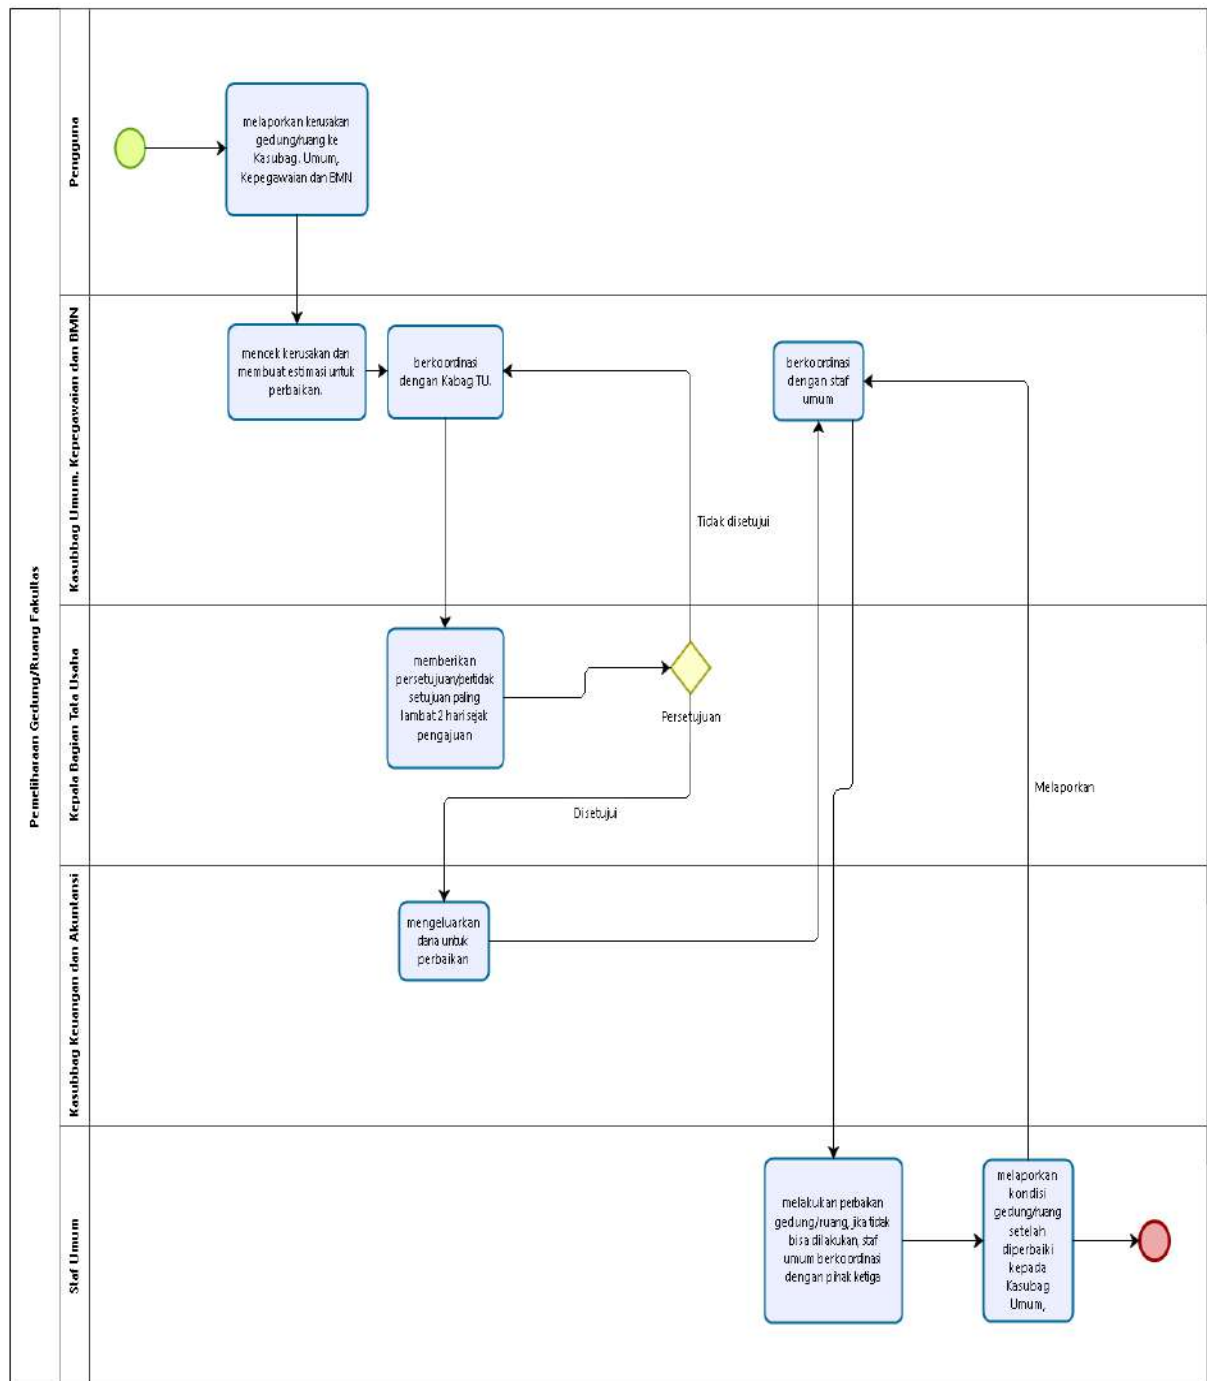 Pemeliharaan Gedung/Ruang Fakultas
Pengguna
melaporkan kerusakan
gedung/ruang ke
Kasubag. Umum,
Kepegawaian dan BMN
Kasubbag Umum, Kepegawaian dan BMN
mencek kerusakan dan
membuat estimasi untuk
perbaikan.
berkoordinasi
dengan Kabag TU.
berkoordinasi
dengan staf
umum
Tidak disetujui
Kepala Bagian Tata Usaha
memberikan
persetujuan/pertidak
setujuan paling
lambat 2 hari sejak
pengajuan
Persetujuan
Disetujui
Melaporkan
Kasubbag Keuangan dan Akuntansi
mengeluarkan
dana untuk
perbaikan
Staf Umum
melakukan perbaikan
gedung/ruang, jika tidak
bisa dilakukan, staf
umum berkoordinasi
dengan pihak ketiga
melaporkan
kondisi
gedung/ruang
setelah
diperbaiki
kepada
Kasubag
Umum,